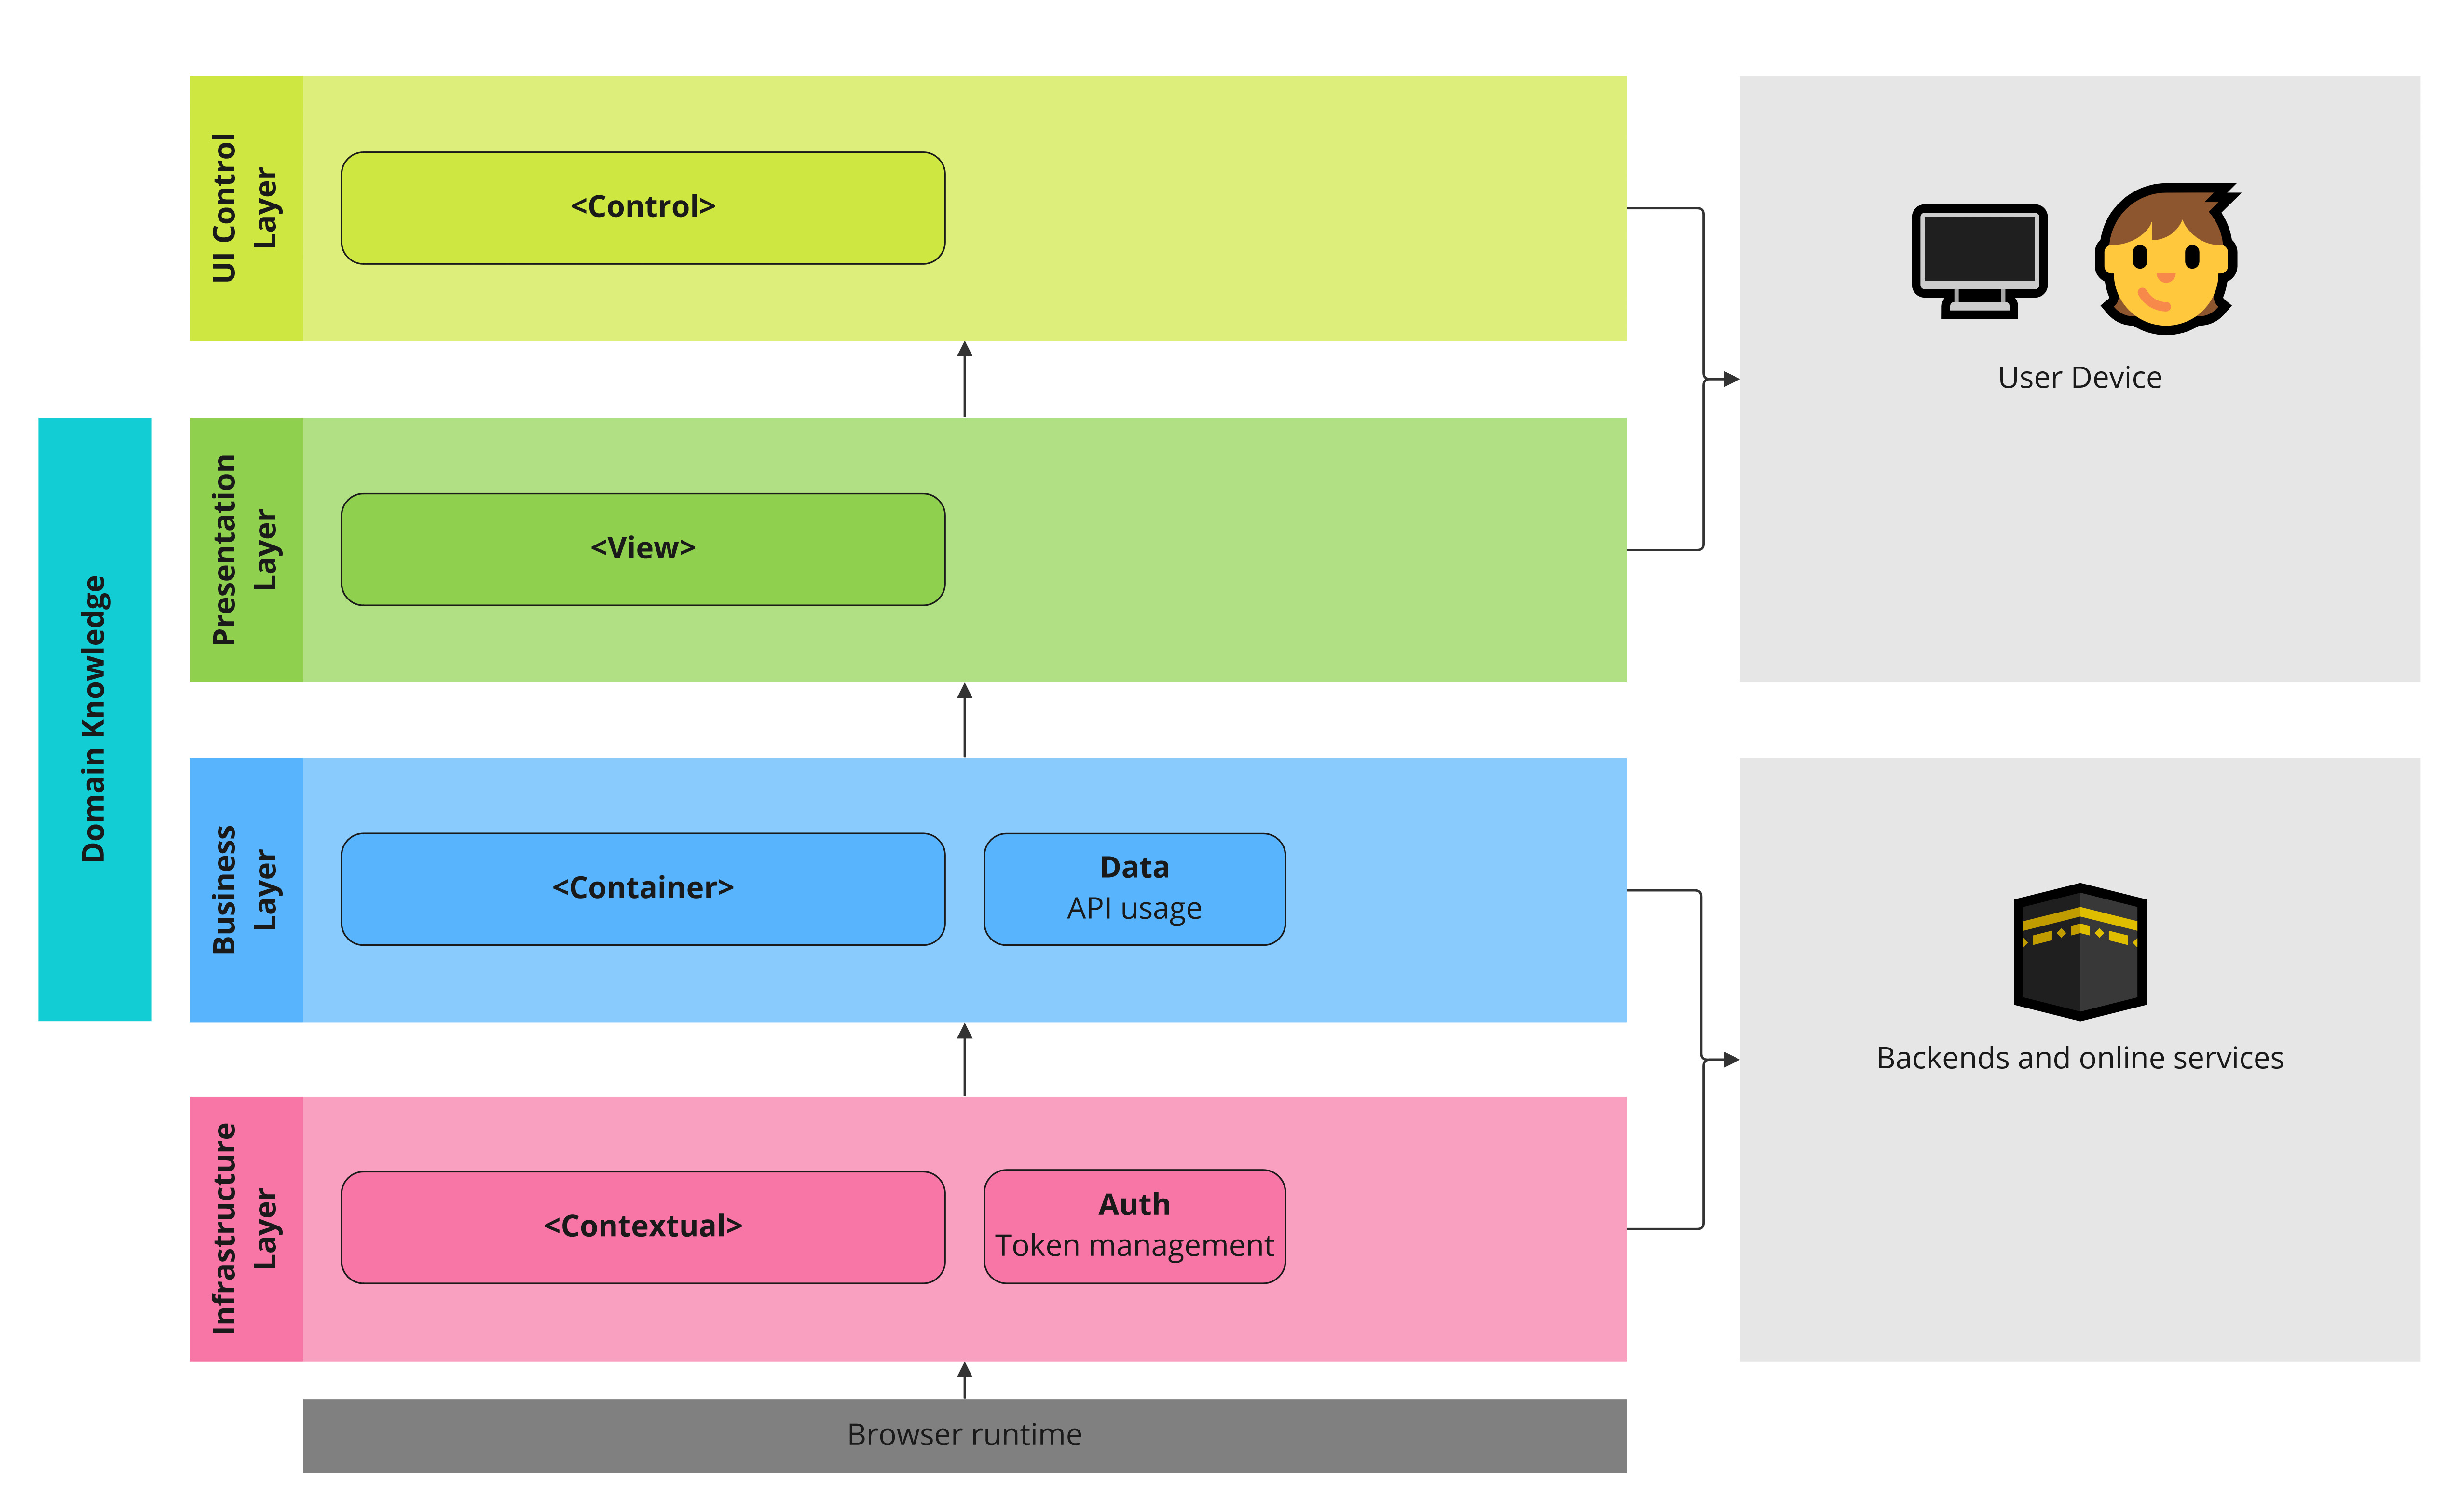 UI Control
Layer
<Control>
User Device
Domain Knowledge
Presentation
Layer
<View>
Business
Layer
<Container>
Data
API usage
Backends and online services
Infrastructure
Layer
<Contextual>
Auth
Token management
Browser runtime